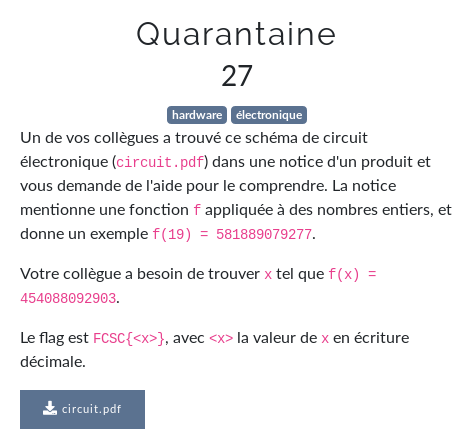 Quarantaine
27
hardware électronique
Un de vos collègues a trouvé ce schéma de circuit
électronique (circuit.pdf) dans une notice d'un produit et
vous demande de l'aide pour le comprendre. La notice
mentionne une fonction f appliquée à des nombres entiers, et
donne un exemple f(19) = 581889079277.
Votre collègue a besoin de trouver x tel que f(x) =
454088092903.
Le flag est FCSC{<x>}, avec <x> la valeur de x en écriture
décimale.
circuit.pdf